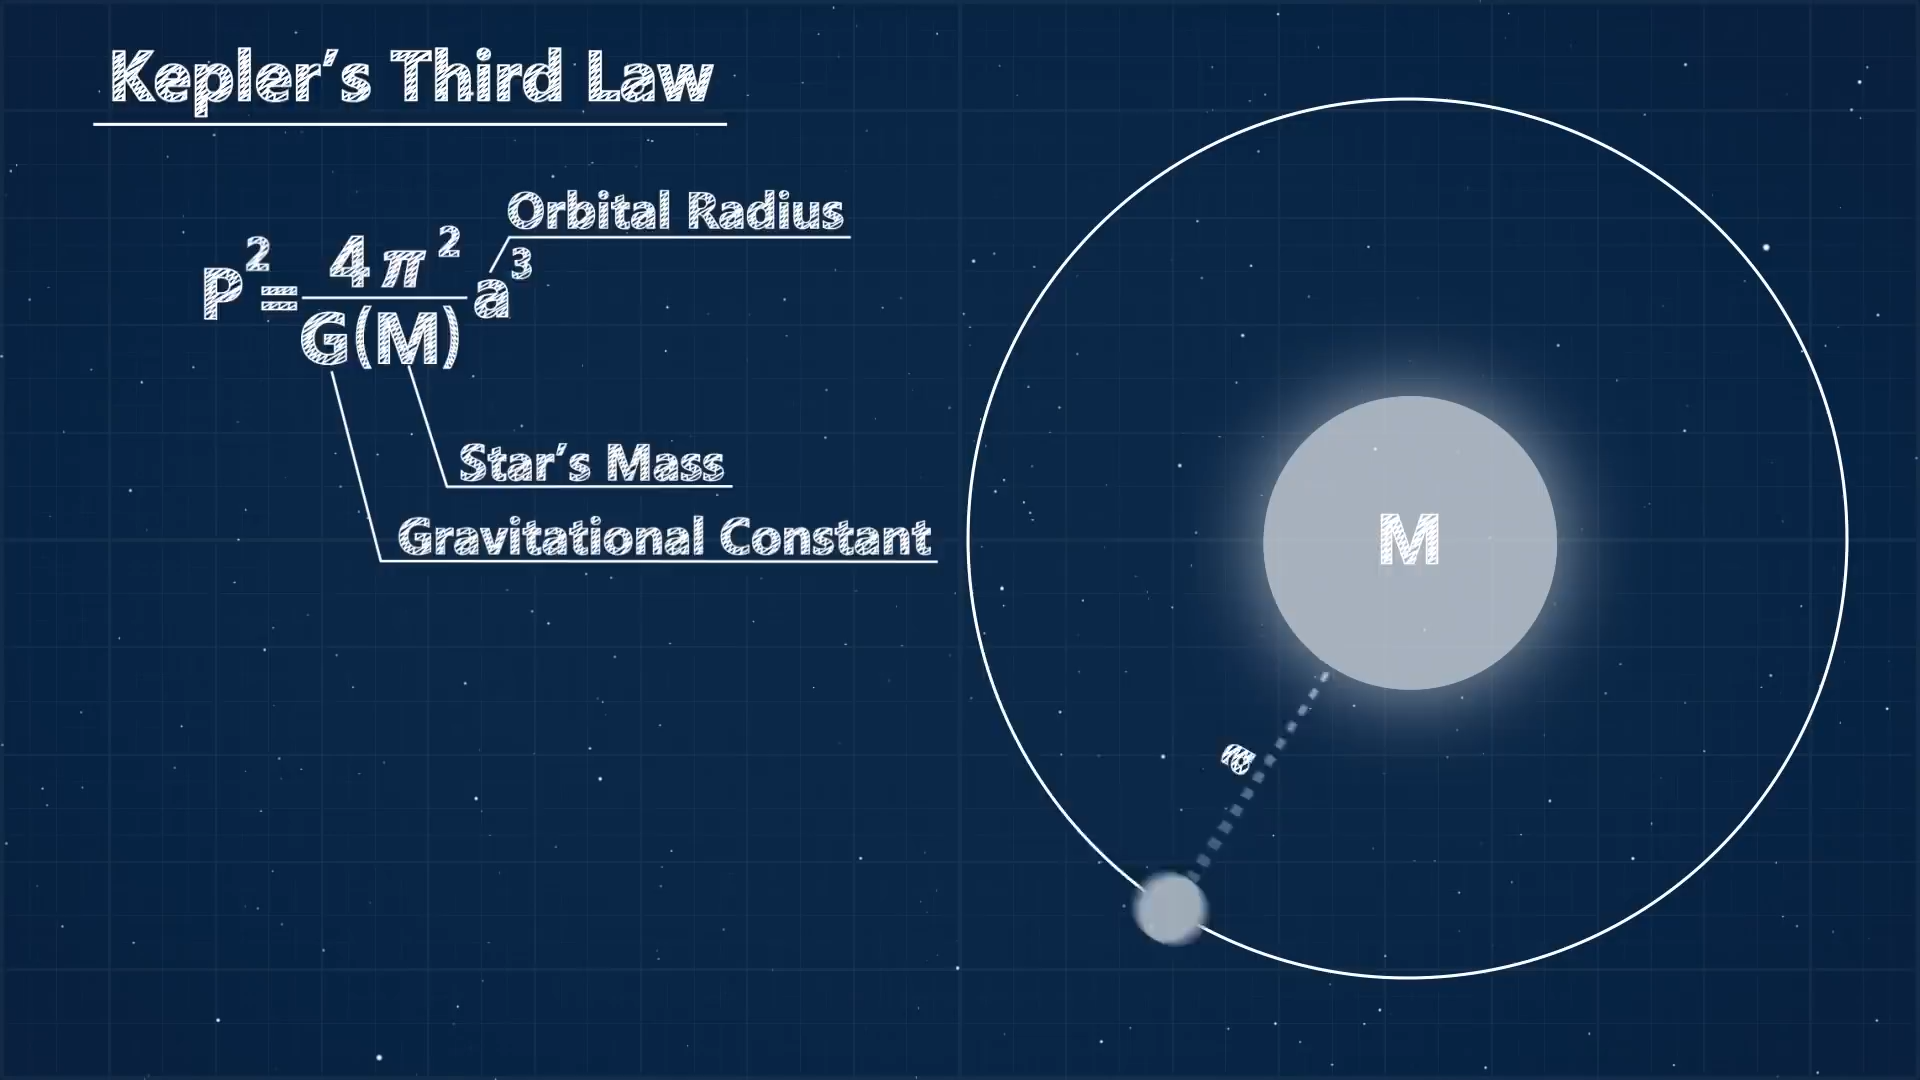 Kepler’s Third Law
Orbital Radius
P²= 4π² / G(M) a³
Star’s Mass
Gravitational Constant
M
a